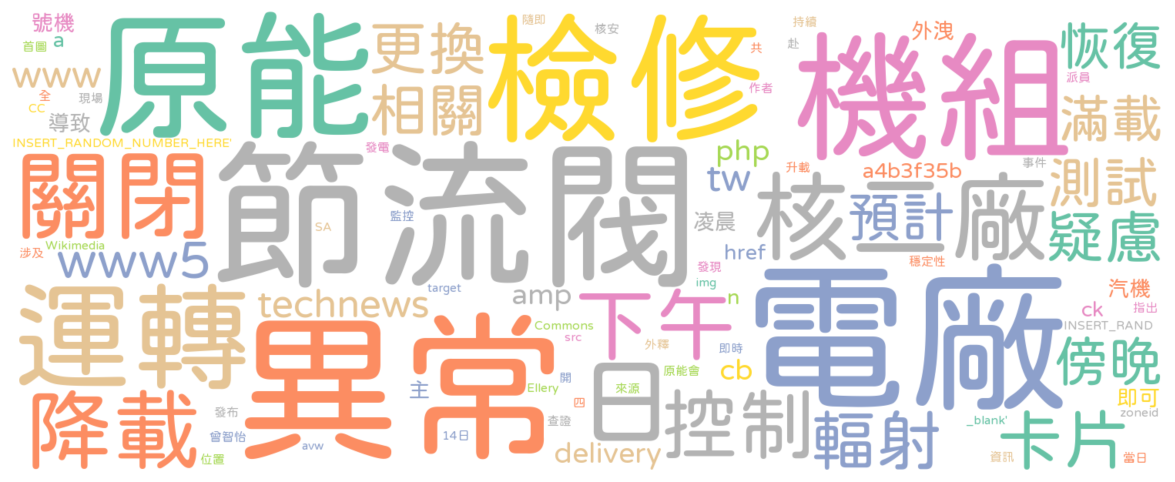 號機
a
首圖
www
全
CC
現場
導致
INSERT_RANDOM_NUMBER_HERE'
原能
更換
相關
隨即
檢修
核安
共
作者
持續
赴
機組
外洩
恢復
派員
滿載
關閉
發電
節流閥
SA
監控
php
tw
升載
a4b3f35b
事件
測試
核三廠
預計
凌晨
疑慮
涉及
Wikimedia
www5
href
穩定性
運轉
technews
target
amp
發現
img
下午
n
電廠
汽機
ck
指出
INSERT_RAND
異常
Commons
src
外釋
即時
傍晚
降載
主
Ellery
開
四
日
來源
原能會
cb
即可
zoneid
發布
曾智怡
位置
avw
14日
查證
delivery
控制
輻射
_blank'
卡片
資訊
當日